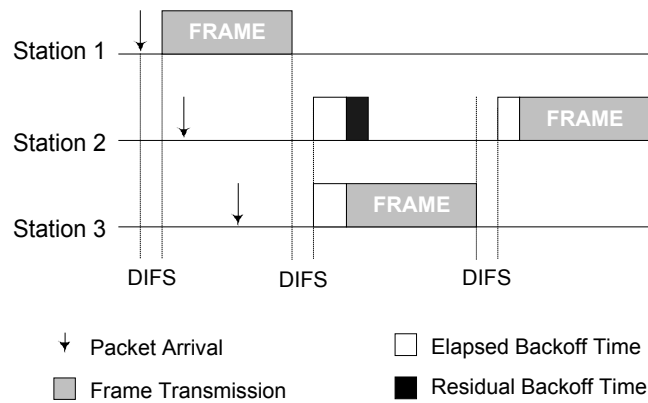 FRAME
Station 1
FRAME
Station 2
FRAME
Station 3
DIFS DIFS DIFS
Packet Arrival
Elapsed Backoff Time
Frame Transmission
Residual Backoff Time